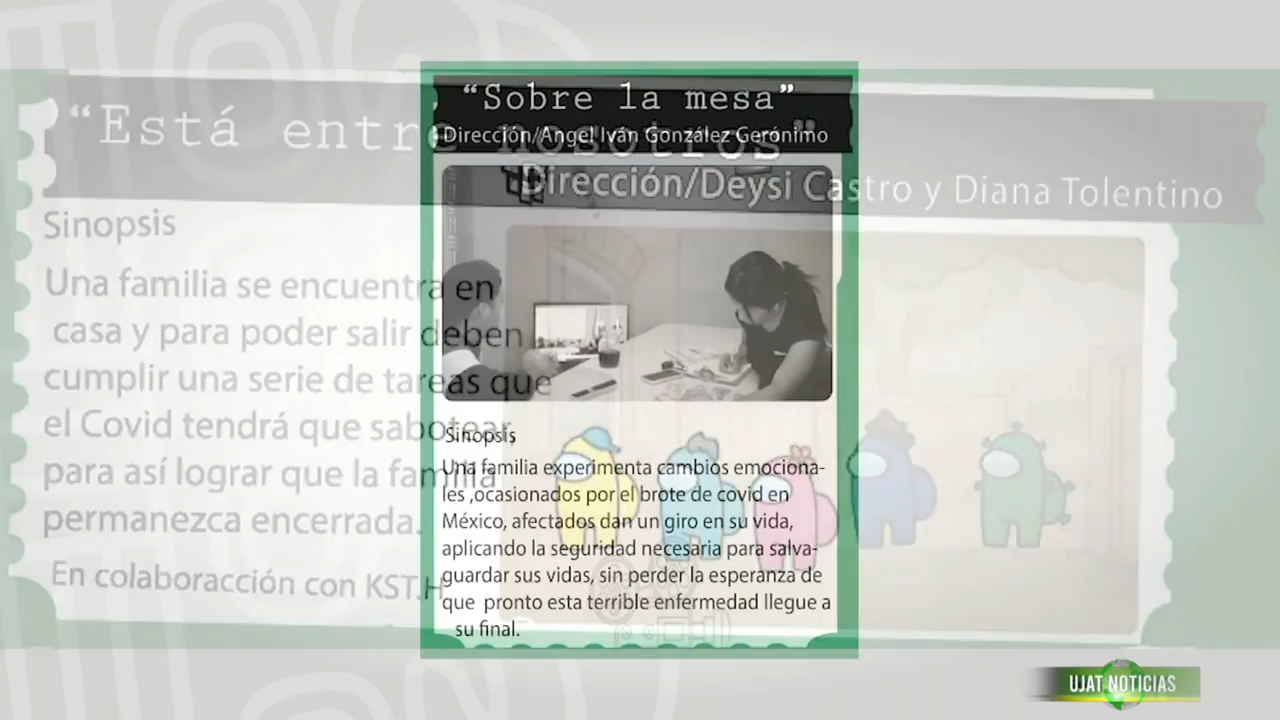 “Está entre nosotros”
Dirección/Deysi Castro y Diana Tolentino
Sinopsis
Una familia se encuentra en
casa y para poder salir deben
cumplir una serie de tareas que
el Covid tendrá que sabotear
para así lograr que la familia
permanezca encerrada.
En colaboracción con KST.H
“Sobre la mesa”
Dirección/Angel Iván González Gerónimo
Sinopsis
Una familia experimenta cambios emociona-
les ,ocasionados por el brote de covid en
México, afectados dan un giro en su vida,
aplicando la seguridad necesaria para salva-
guardar sus vidas, sin perder la esperanza de
que pronto esta terrible enfermedad llegue a
su final.
UJAT NOTICIAS